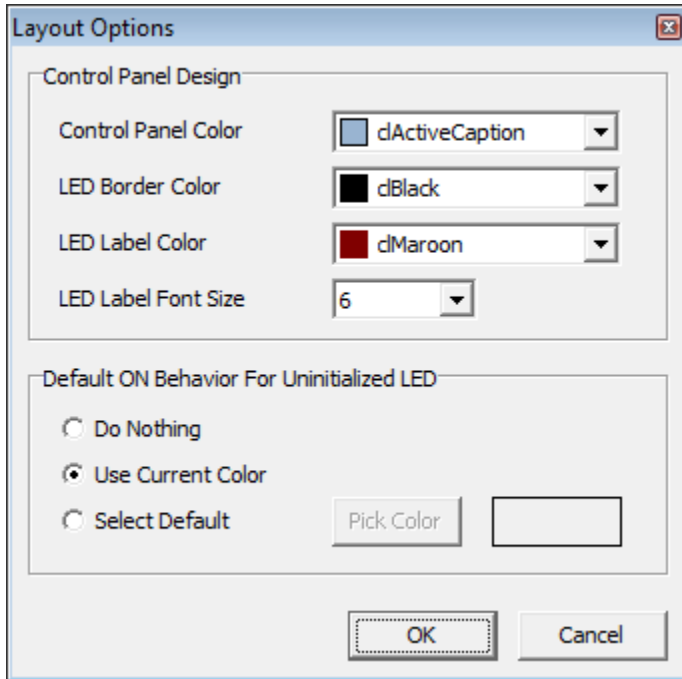 Layout Options
Control Panel Design
Control Panel Color clActiveCaption
LED Border Color clBlack
LED Label Color clMaroon
LED Label Font Size 6
Default ON Behavior For Uninitialized LED
Do Nothing
Use Current Color
Select Default Pick Color
OK Cancel